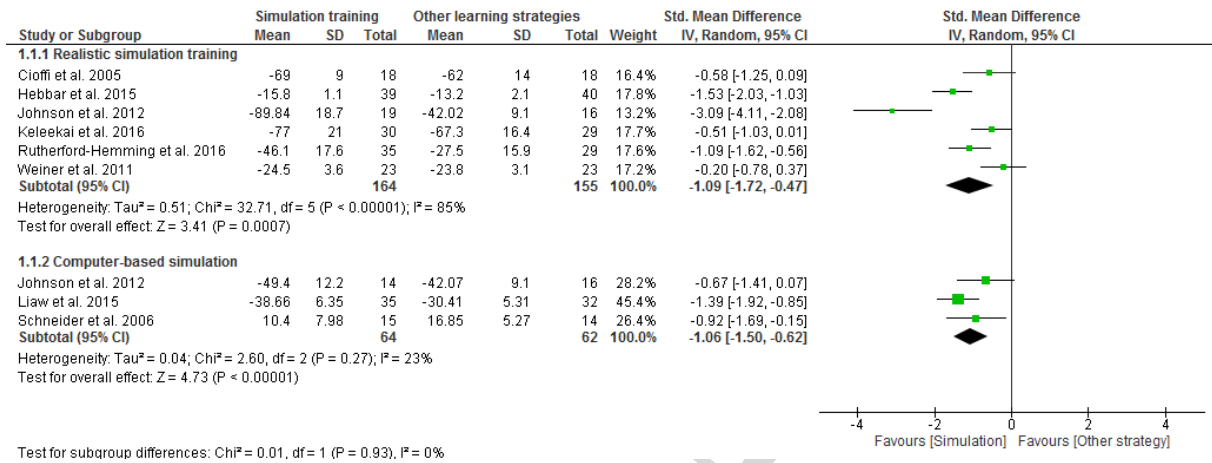 Simulation training Other learning strategies Std. Mean Difference Std. Mean Difference
Study or Subgroup Mean SD Total Mean SD Total Weight IV, Random, 95% CI IV, Random, 95% CI
1.1.1 Realistic simulation training
Cioffi et al. 2005 -69 9 18 -62 14 18 16.4% -0.58 [-1.25, 0.09]
Hebbar et al. 2015 -15.8 1.1 39 -13.2 2.1 40 17.8% -1.53 [-2.03, -1.03]
Johnson et al. 2012 -89.84 18.7 19 -42.02 9.1 16 13.2% -3.09 [-4.11, -2.08]
Keleekai et al. 2016 -77 21 30 -67.3 16.4 29 17.7% -0.51 [-1.03, 0.01]
Rutherford-Hemming et al. 2016 -46.1 17.6 35 -27.5 15.9 29 17.6% -1.09 [-1.62, -0.56]
Weiner et al. 2011 -24.5 3.6 23 -23.8 3.1 23 17.2% -0.20 [-0.78, 0.37]
Subtotal (95% CI) 164 155 100.0% -1.09 [-1.72, -0.47]
Heterogeneity: Tau² = 0.51; Chi² = 32.71, df = 5 (P < 0.00001); I² = 85%
Test for overall effect: Z = 3.41 (P = 0.0007)
1.1.2 Computer-based simulation
Johnson et al. 2012 -49.4 12.2 14 -42.07 9.1 16 28.2% -0.67 [-1.41, 0.07]
Liaw et al. 2015 -38.66 6.35 35 -30.41 5.31 32 45.4% -1.39 [-1.92, -0.85]
Schneider et al. 2006 10.4 7.98 15 16.85 5.27 14 26.4% -0.92 [-1.69, -0.15]
Subtotal (95% CI) 64 62 100.0% -1.06 [-1.50, -0.62]
Heterogeneity: Tau² = 0.04; Chi² = 2.60, df = 2 (P = 0.27); I² = 23%
Test for overall effect: Z = 4.73 (P < 0.00001)
-4 -2 0 2 4
Favours [Simulation] Favours [Other strategy]
Test for subgroup differences: Chi² = 0.01, df = 1 (P = 0.93), I² = 0%